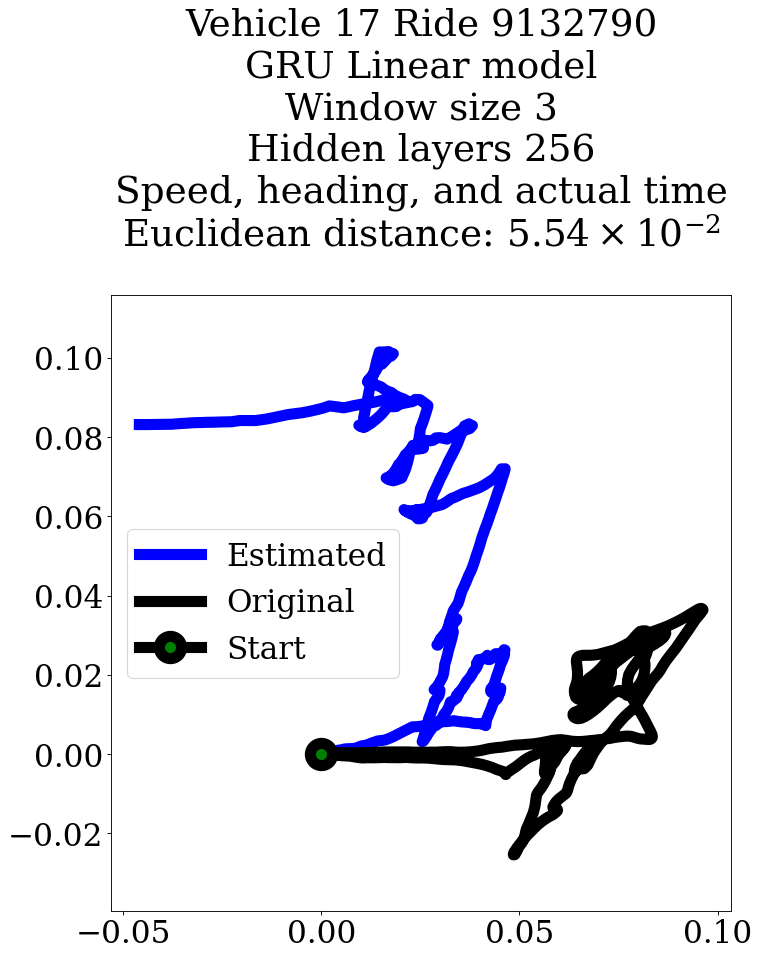 Vehicle 17 Ride 9132790
GRU Linear model
Window size 3
Hidden layers 256
Speed, heading, and actual time
Euclidean distance: 5.54 × 10⁻²
0.10
0.08
0.06
0.04
0.02
0.00
−0.02
Estimated
Original
Start
−0.05 0.00 0.05 0.10